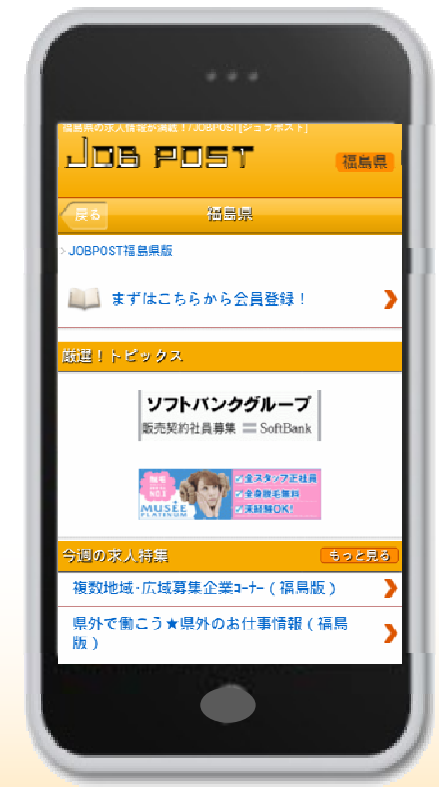 福島県の求人情報が満載！/JOBPOST[ジョブポスト]
JOB POST
福島県
戻る
福島県
JOBPOST福島県版
まずはこちらから会員登録！
厳選！トピックス
ソフトバンクグループ
販売契約社員募集 SoftBank
脱毛
NO.1
MUSÉE
PLATINUM
全スタッフ正社員
全身脱毛無料
未経験OK!
今週の求人特集
もっと見る
複数地域･広域募集企業ｺｰﾅｰ（福島版）
県外で働こう★県外のお仕事情報（福島
版）